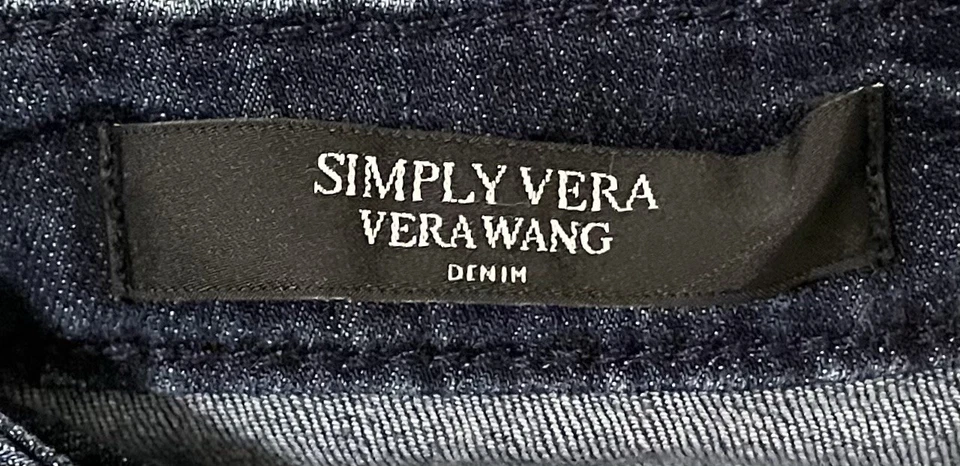 SIMPLY VERA
VERA WANG
DENIM